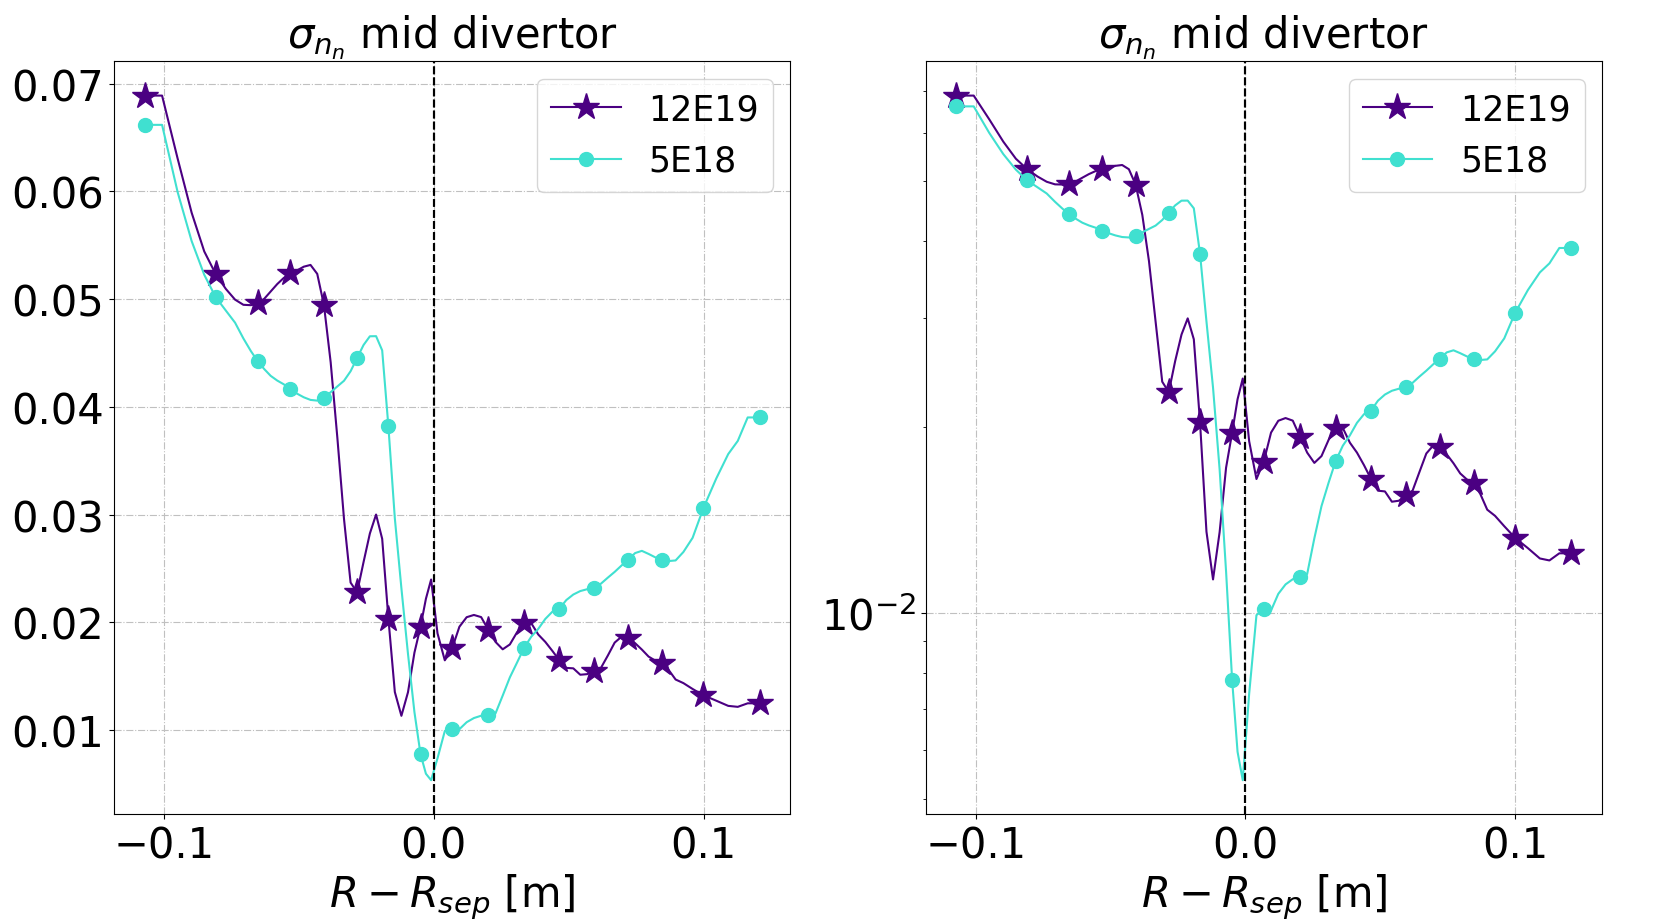 σ_{n_n} mid divertor
12E19
5E18
0.07
0.06
0.05
0.04
0.03
0.02
0.01
−0.1 0.0 0.1
R − R_{sep} [m]
σ_{n_n} mid divertor
12E19
5E18
10^{−2}
−0.1 0.0 0.1
R − R_{sep} [m]